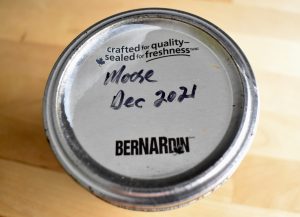 crafted for quality–
sealed for freshness
Moose
Dec 2021
BERNARDIN